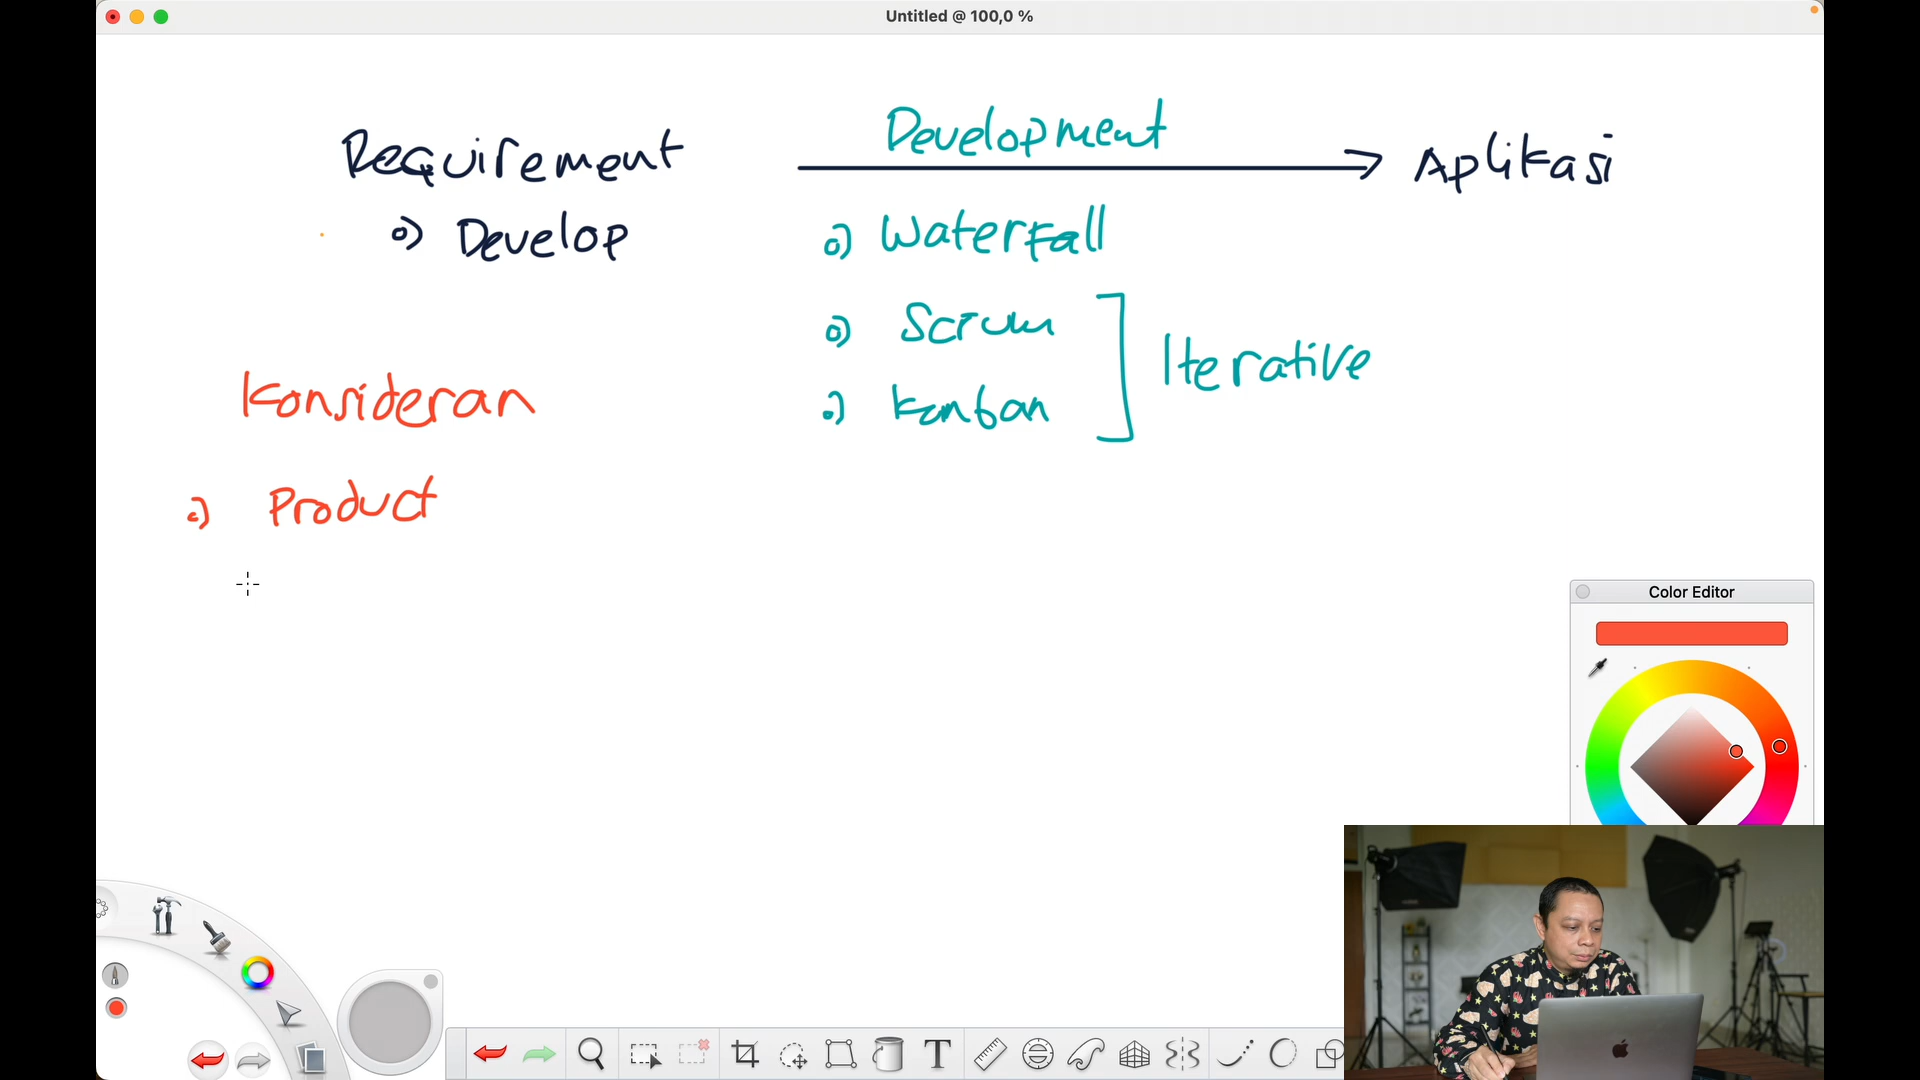 Untitled @ 100,0 %
Requirement
o) Develop
Development
Aplikasi
o) Waterfall
o) Scrum
o) Kanban
Iterative
Konsideran
o) Product
Color Editor
T